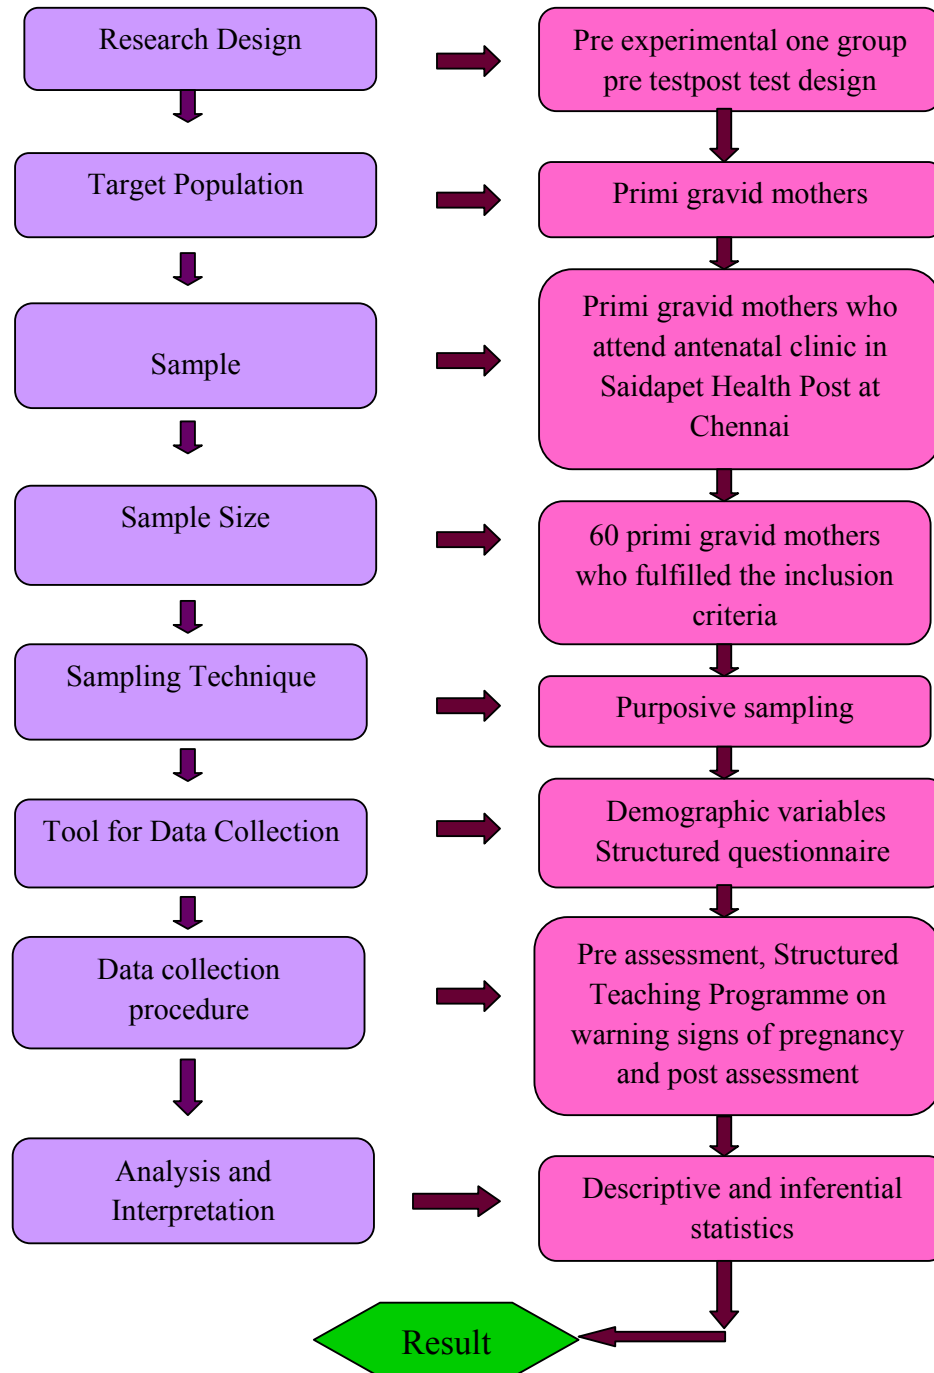 Research Design
Pre experimental one group
pre testpost test design
Target Population
Primi gravid mothers
Sample
Primi gravid mothers who
attend antenatal clinic in
Saidapet Health Post at
Chennai
Sample Size
60 primi gravid mothers
who fulfilled the inclusion
criteria
Sampling Technique
Purposive sampling
Tool for Data Collection
Demographic variables
Structured questionnaire
Data collection
procedure
Pre assessment, Structured
Teaching Programme on
warning signs of pregnancy
and post assessment
Analysis and
Interpretation
Descriptive and inferential
statistics
Result